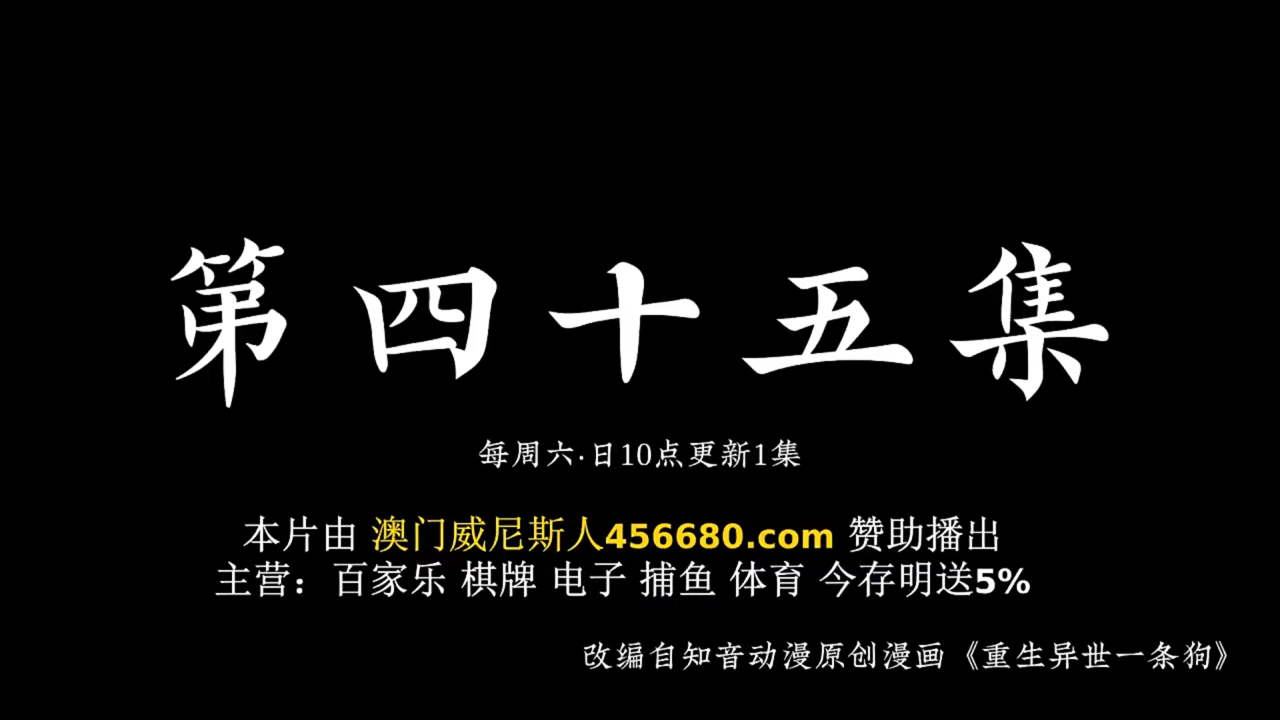 第四十五集
每周六·日10点更新1集
本片由 澳门威尼斯人456680.com 赞助播出
主营：百家乐 棋牌 电子 捕鱼 体育 今存明送5%
改编自知音动漫原创漫画《重生异世一条狗》